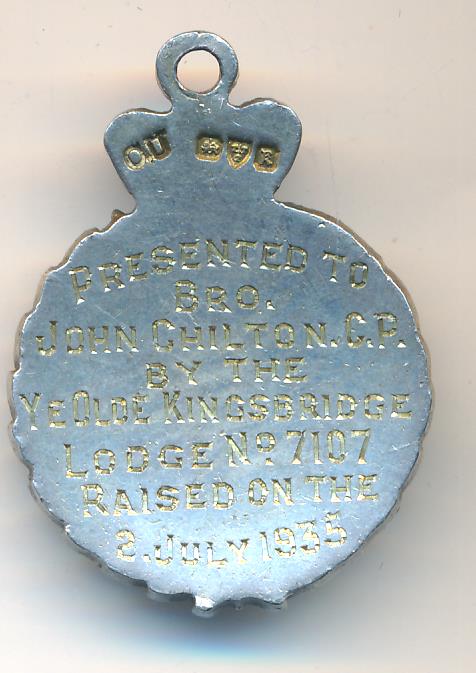 O.U
PRESENTED TO
BRO.
JOHN CHILTON.C.P.
BY THE
YE OLDE KINGSBRIDGE
LODGE NO. 7107
RAISED ON THE
2. JULY 1935